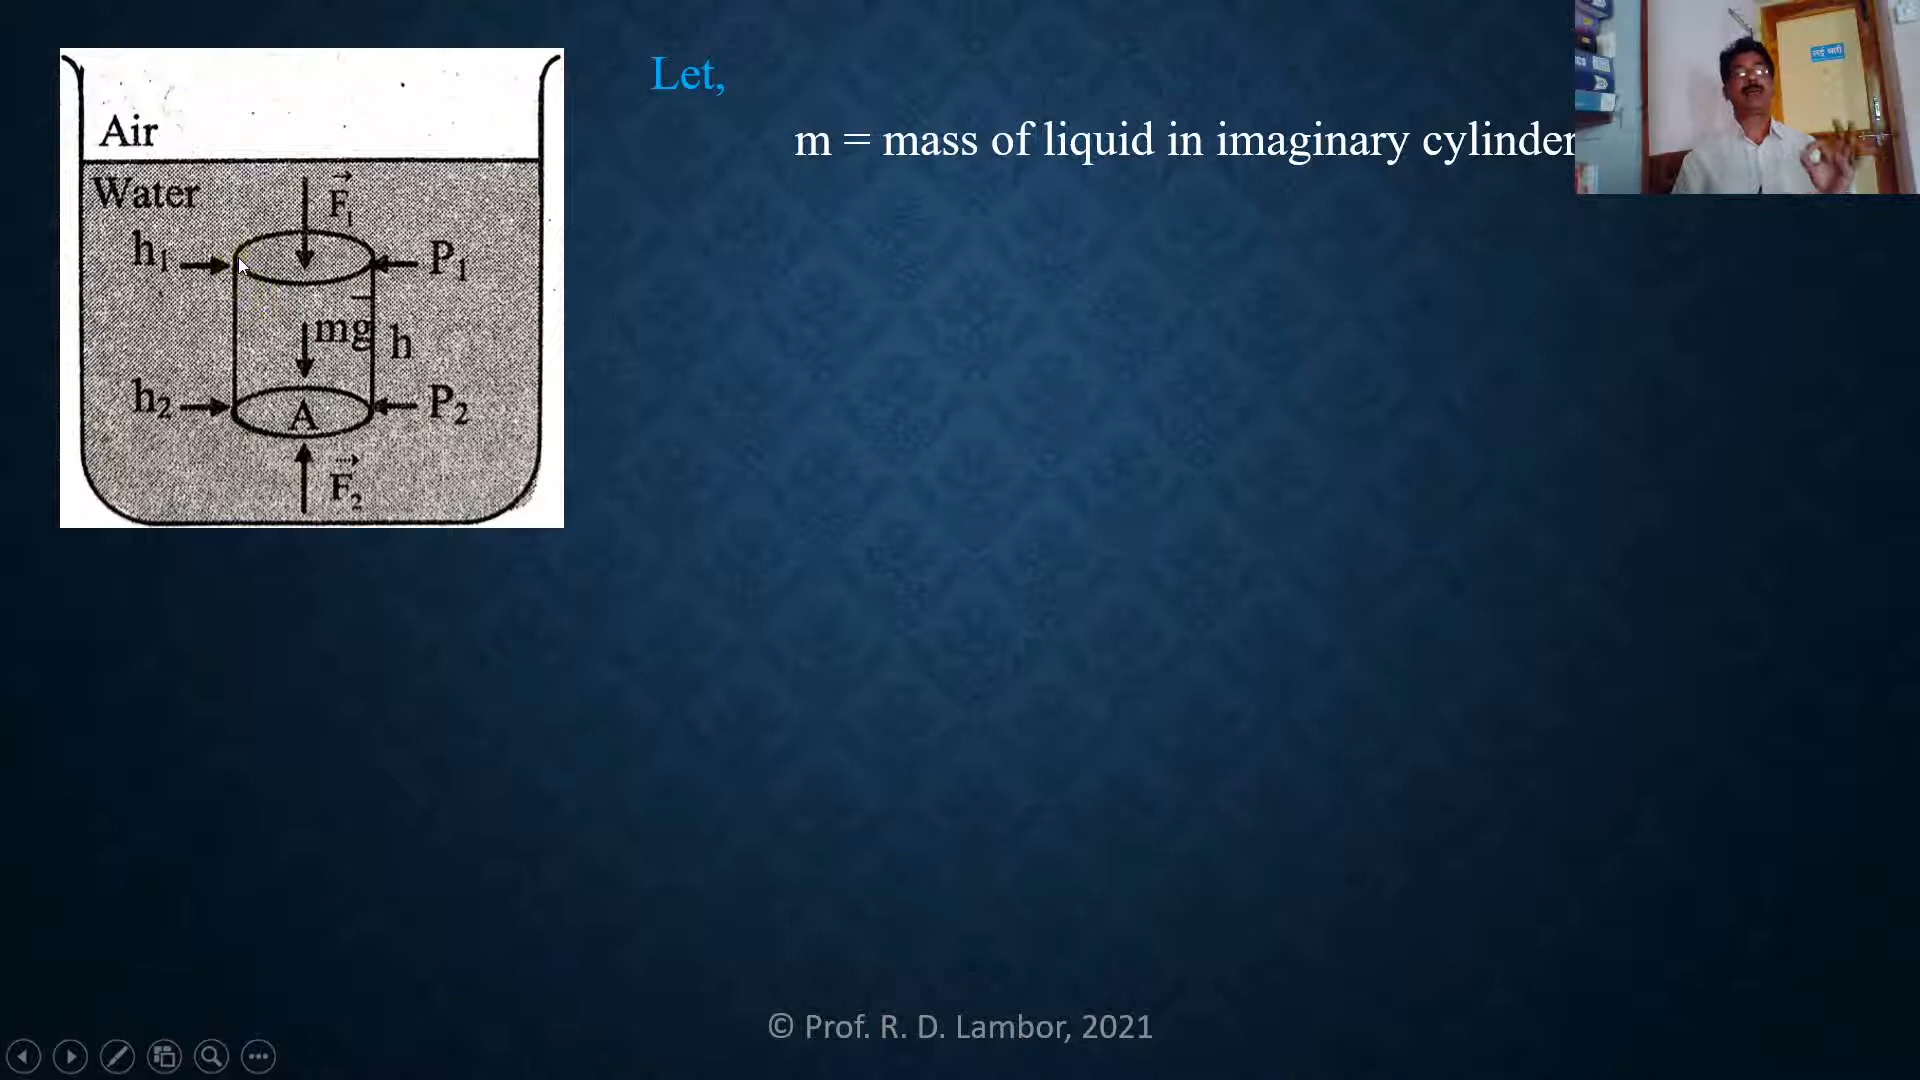 Let,
m = mass of liquid in imaginary cylinder
Air
Water
F₁
h₁
P₁
mg
h
h₂
A
P₂
F₂
© Prof. R. D. Lambor, 2021